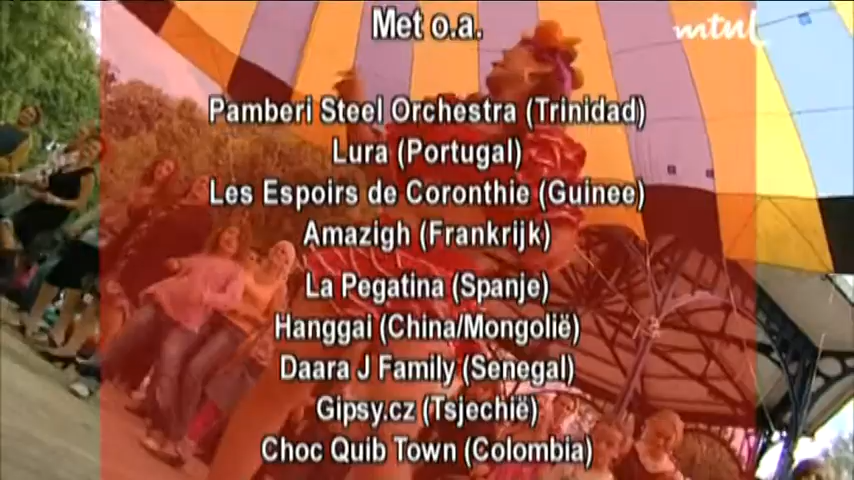 Met o.a.
mtnl
Pamberi Steel Orchestra (Trinidad)
Lura (Portugal)
Les Espoirs de Coronthie (Guinee)
Amazigh (Frankrijk)
La Pegatina (Spanje)
Hanggai (China/Mongolië)
Daara J Family (Senegal)
Gipsy.cz (Tsjechië)
Choc Quib Town (Colombia)